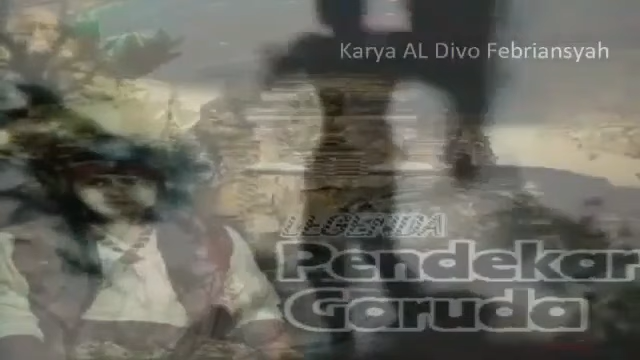 Karya AL Divo Febriansyah
LEGENDA
Pendekar
Garuda